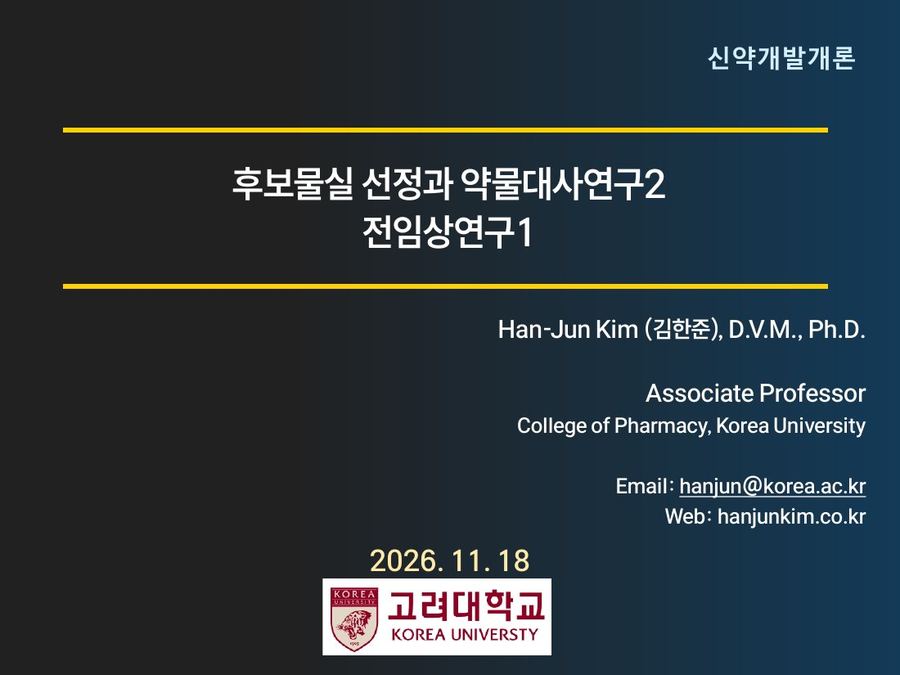 신약개발개론
후보물실 선정과 약물대사연구2
전임상연구1
Han-Jun Kim (김한준), D.V.M., Ph.D.
Associate Professor
College of Pharmacy, Korea University
Email: hanjun@korea.ac.kr
Web: hanjunkim.co.kr
2026. 11. 18
KOREA
UNIVERSITY
1905
고려대학교
KOREA UNIVERSTY